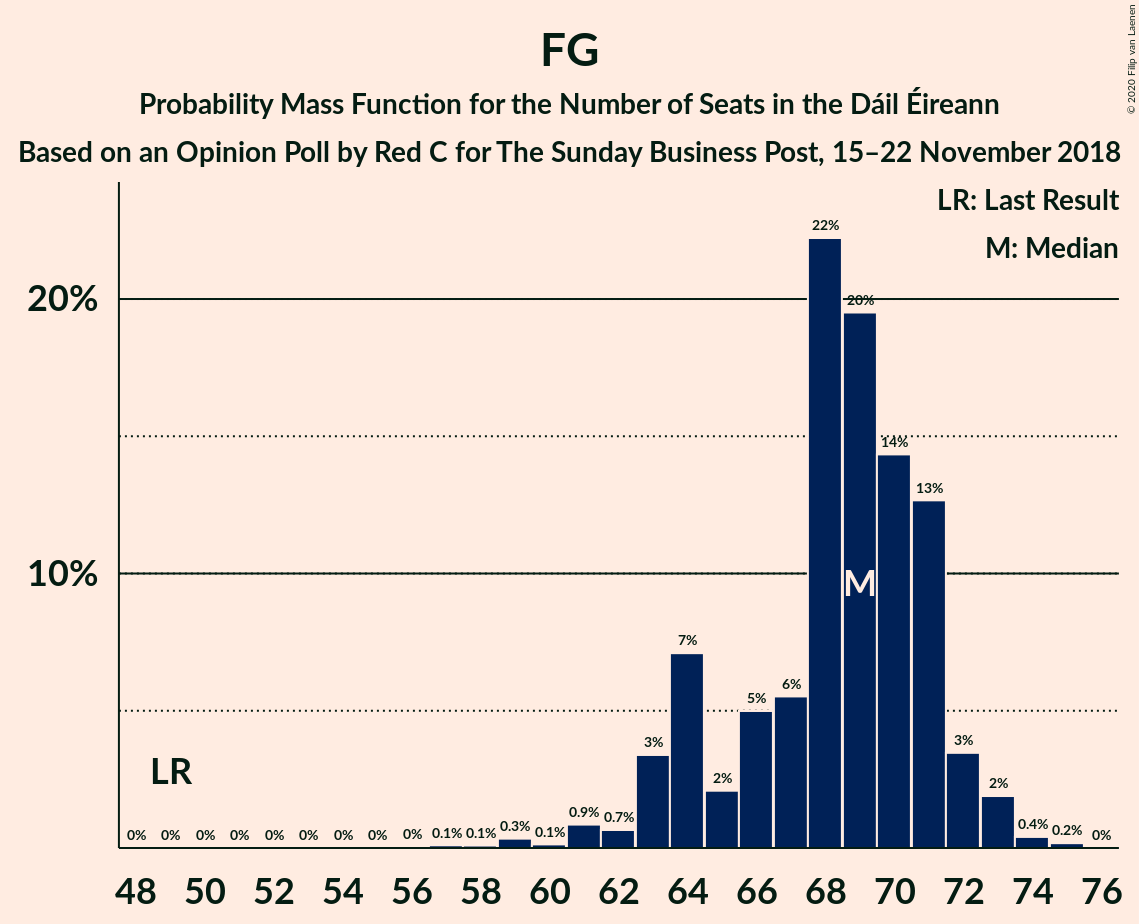 FG
Probability Mass Function for the Number of Seats in the Dáil Éireann
Based on an Opinion Poll by Red C for The Sunday Business Post, 15–22 November 2018
© 2020 Filip van Laenen
LR: Last Result
M: Median
20%
10%
22%
20%
14%
13%
M
7%
6%
5%
3%
2%
3%
2%
LR
0% 0% 0% 0% 0% 0% 0% 0% 0% 0.1% 0.1% 0.3% 0.1% 0.9% 0.7% 0.4% 0.2% 0%
48 50 52 54 56 58 60 62 64 66 68 70 72 74 76